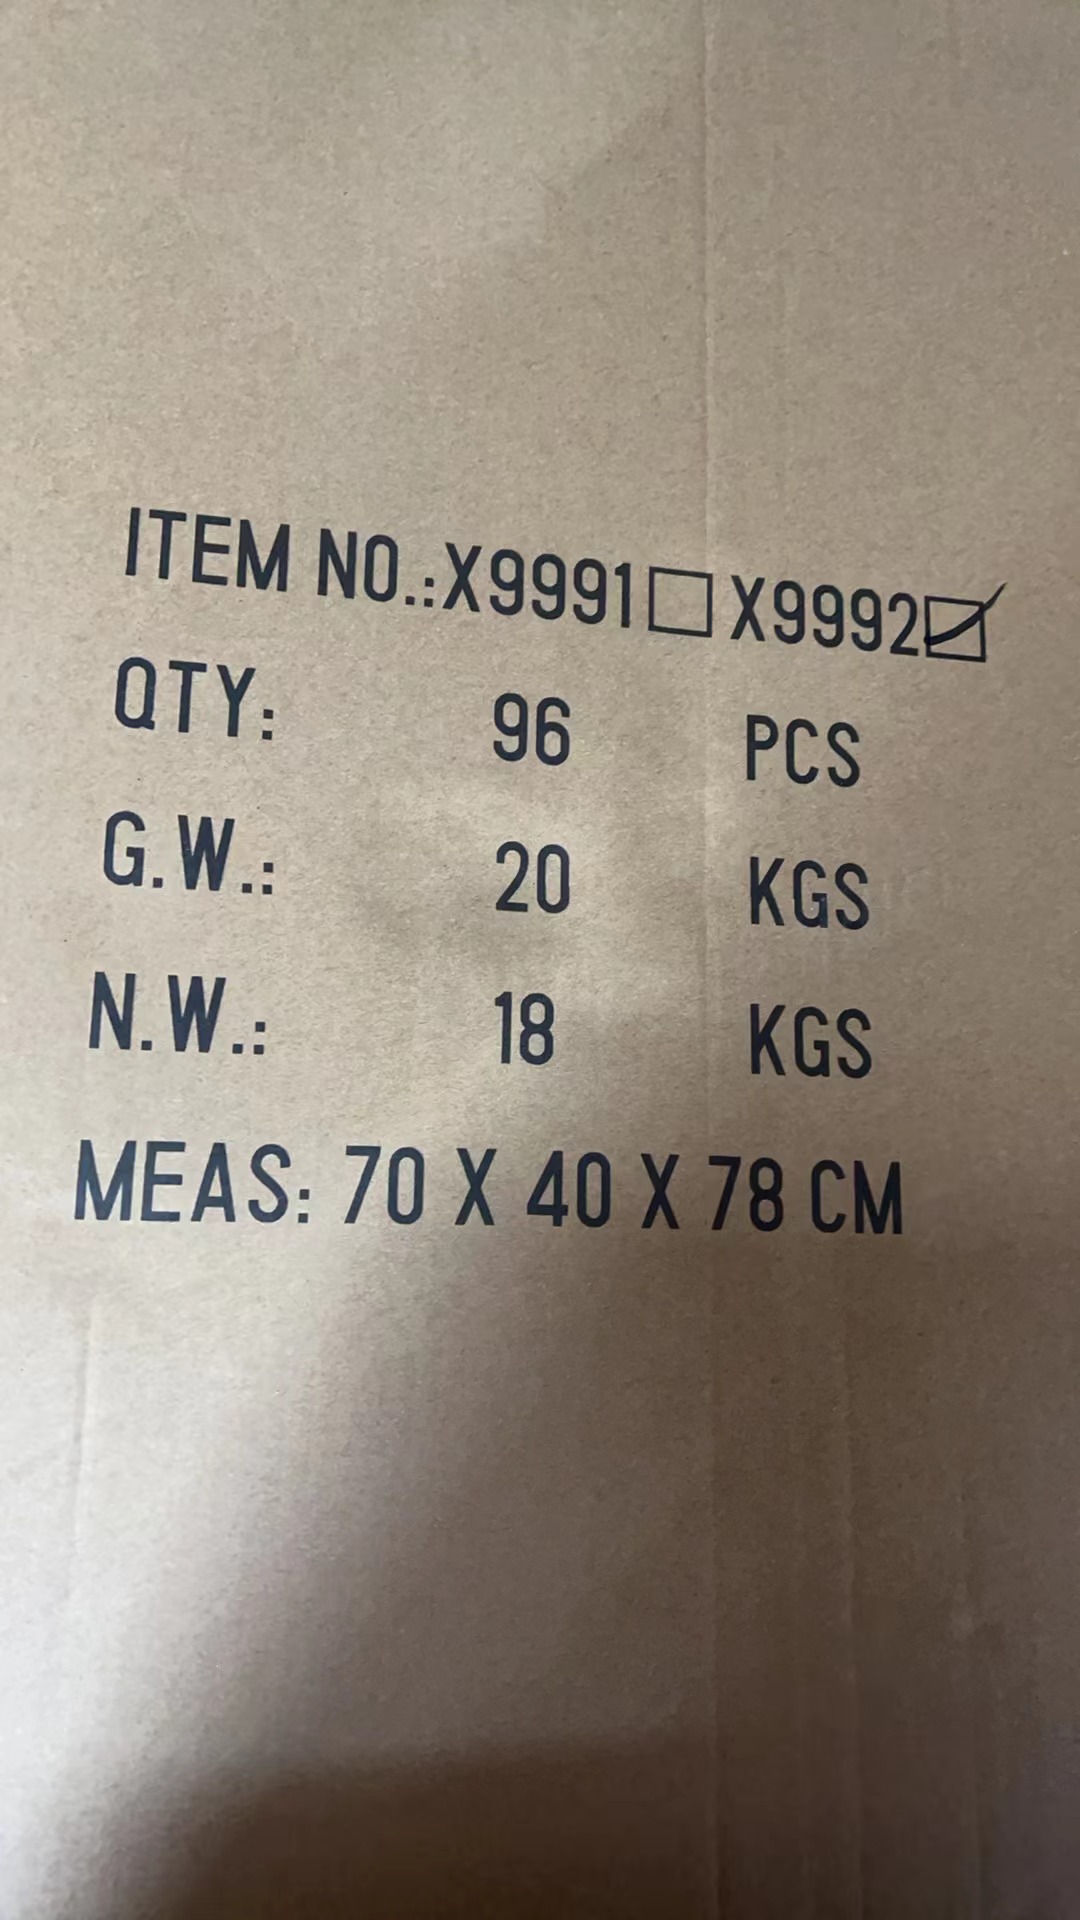 ITEM NO.:X9991☐ X9992☑
QTY: 96 PCS
G.W.: 20 KGS
N.W.: 18 KGS
MEAS: 70 X 40 X 78 CM